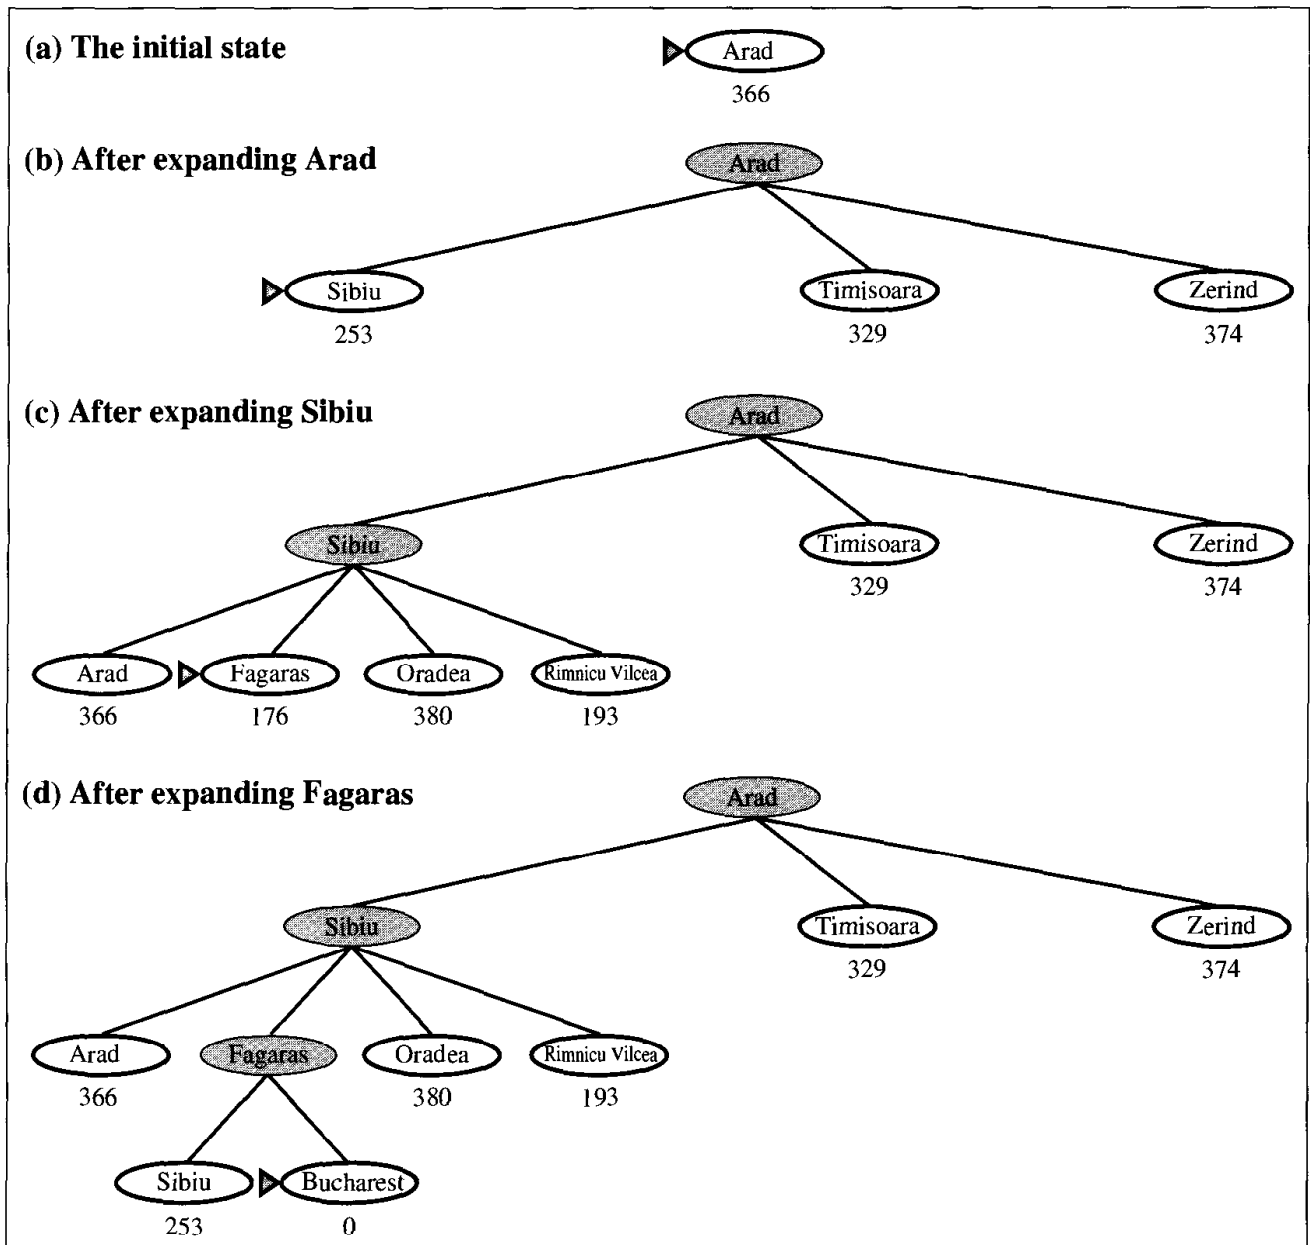 (a) The initial state
Arad
366
(b) After expanding Arad
Arad
Sibiu Timisoara Zerind
253 329 374
(c) After expanding Sibiu
Arad
Sibiu Timisoara Zerind
329 374
Arad Fagaras Oradea Rimnicu Vilcea
366 176 380 193
(d) After expanding Fagaras
Arad
Sibiu Timisoara Zerind
329 374
Arad Fagaras Oradea Rimnicu Vilcea
366 380 193
Sibiu Bucharest
253 0